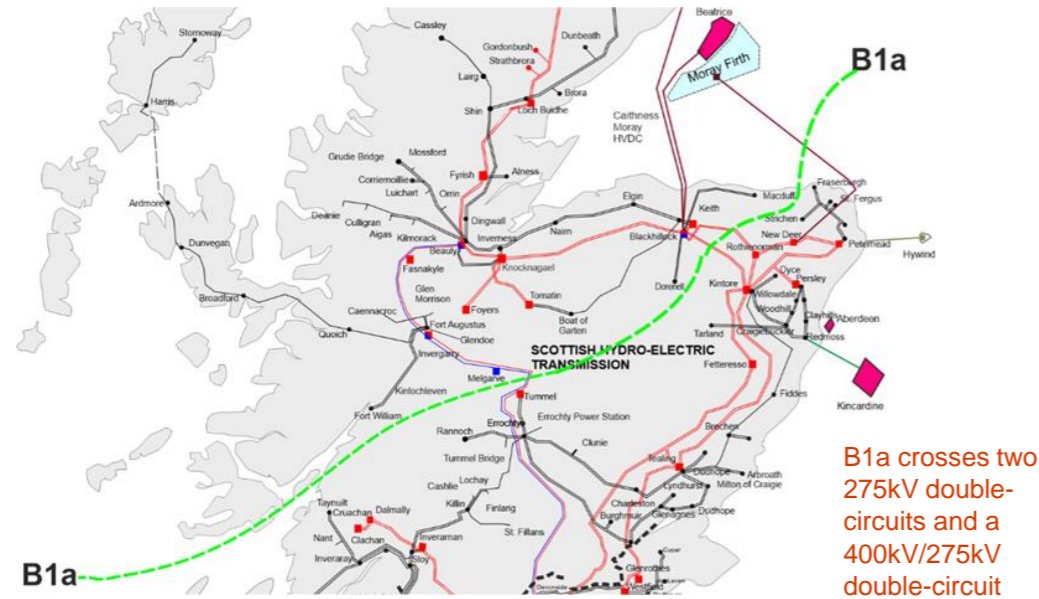 Cassley
Stornoway
Beatrice
Gordonbush
Dunbeath
Strathbrora
Moray Firth
B1a
Lairg
Brora
Harris
Shin
Loch Buidhe
Caithness
Moray
HVDC
Mossford
Grudie Bridge
Corriemoillie
Fyrish
Alness
Luichart
Orrin
Fraserburgh
Macduff
St. Fergus
Elgin
Keith
Ardmore
Deanie
Culligran
Dingwall
Strichen
Aigas
Kilmorack
Inverness
Nairn
New Deer
Blackhillock
Peterhead
Dunvegan
Beauly
Rothienorman
Hywind
Knocknagael
Fasnakyle
Dyce
Persley
Glen
Morrison
Dorenell
Kintore
Willowdale
Broadford
Foyers
Tomatin
Woodhill
Caennacroc
Clayhills
Aberdeen
Boat of
Garten
Fort Augustus
Tarland
Craigiebuckler
Redmoss
Quoich
Glendoe
Invergarry
SCOTTISH HYDRO-ELECTRIC
TRANSMISSION
Fetteresso
Melgarve
Kinlochleven
Fiddes
Kincardine
Tummel
Fort William
Errochty Power Station
Errochty
Brechin
Rannoch
Clunie
Tummel Bridge
Tealing
Dudhope
Arbroath
Lochay
Cashlie
Lyndhurst
Milton of Craigie
Taynuilt
Killin
Finlarig
Charleston
Glenagnes
Dudhope
Cruachan
Dalmally
Burghmuir
St. Fillans
Nant
Clachan
Inveraman
Cupar
Inveraray
Sloy
Glenrothes
Leven
B1a
Devonside
Westfield
B1a crosses two
275kV double-
circuits and a
400kV/275kV
double-circuit